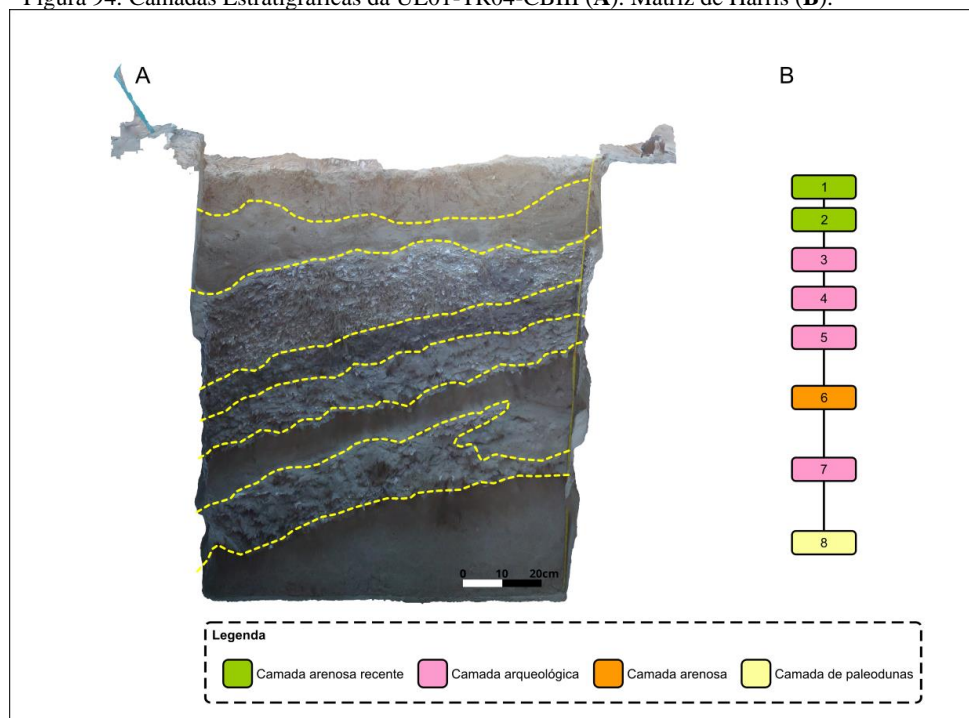 Figura 94: Camadas Estratigráficas da UE01-TR04-CBIII (A). Matriz de Harris (B).
A
B
1
2
3
4
5
6
7
8
0 10 20cm
Legenda
Camada arenosa recente
Camada arqueológica
Camada arenosa
Camada de paleodunas